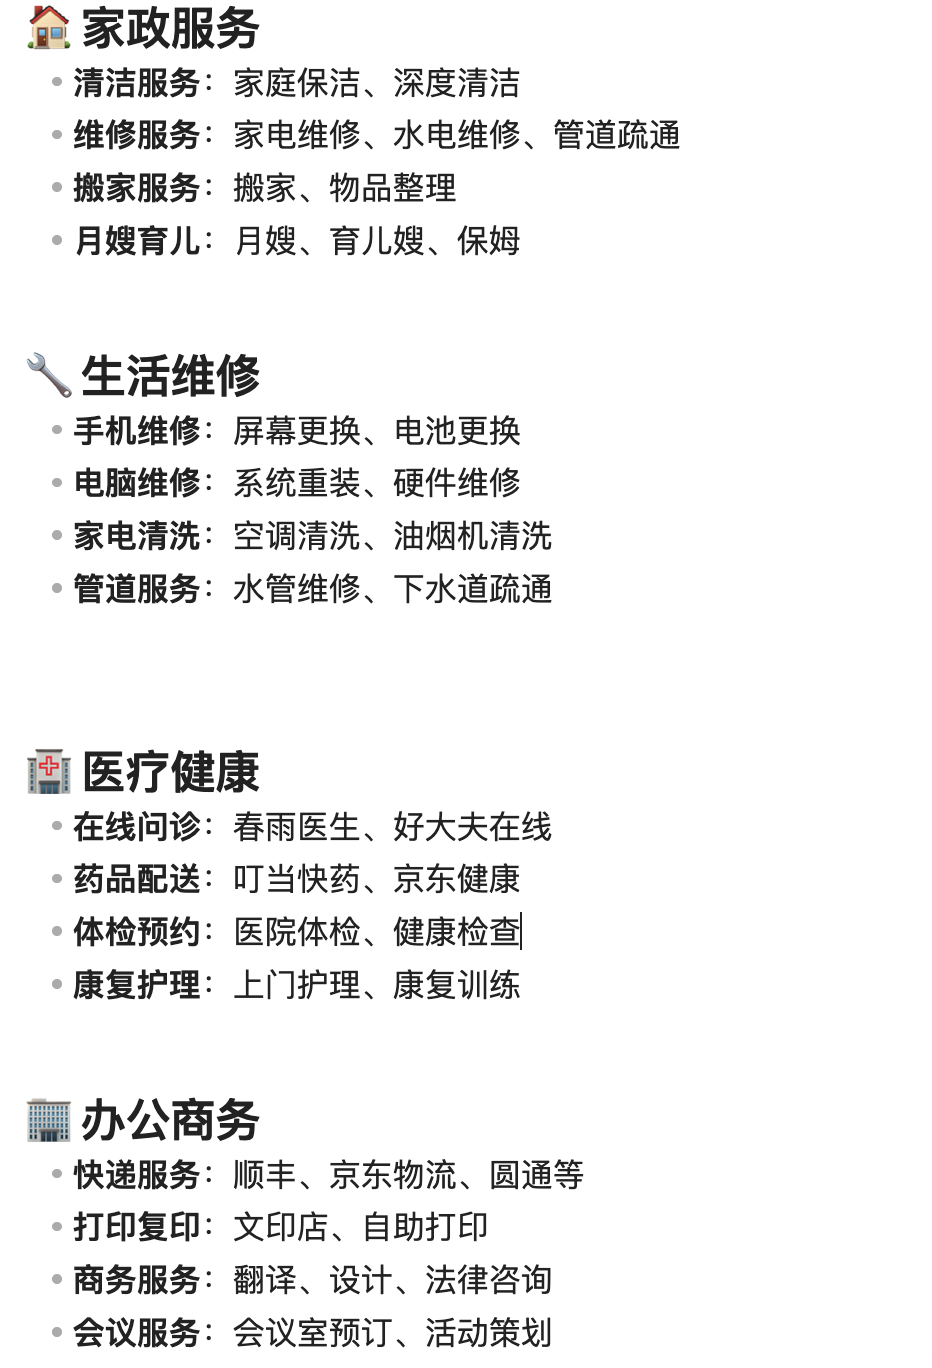 家政服务
清洁服务：家庭保洁、深度清洁
维修服务：家电维修、水电维修、管道疏通
搬家服务：搬家、物品整理
月嫂育儿：月嫂、育儿嫂、保姆
生活维修
手机维修：屏幕更换、电池更换
电脑维修：系统重装、硬件维修
家电清洗：空调清洗、油烟机清洗
管道服务：水管维修、下水道疏通
医疗健康
在线问诊：春雨医生、好大夫在线
药品配送：叮当快药、京东健康
体检预约：医院体检、健康检查
康复护理：上门护理、康复训练
办公商务
快递服务：顺丰、京东物流、圆通等
打印复印：文印店、自助打印
商务服务：翻译、设计、法律咨询
会议服务：会议室预订、活动策划